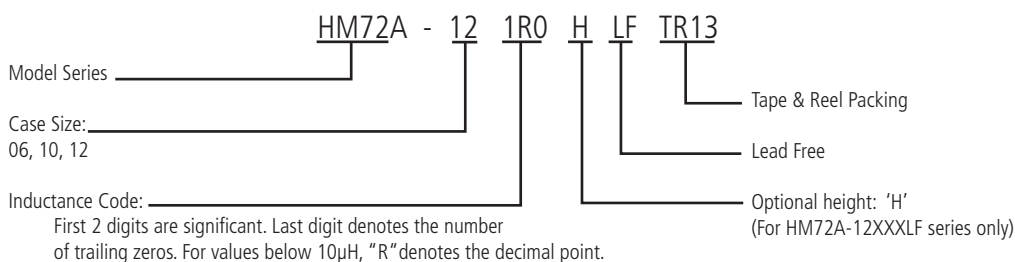 HM72A - 12 1R0 H LF TR13
Model Series
Tape & Reel Packing
Case Size:
06, 10, 12
Lead Free
Inductance Code:
First 2 digits are significant. Last digit denotes the number
of trailing zeros. For values below 10µH, “R”denotes the decimal point.
Optional height: ‘H’
(For HM72A-12XXXLF series only)